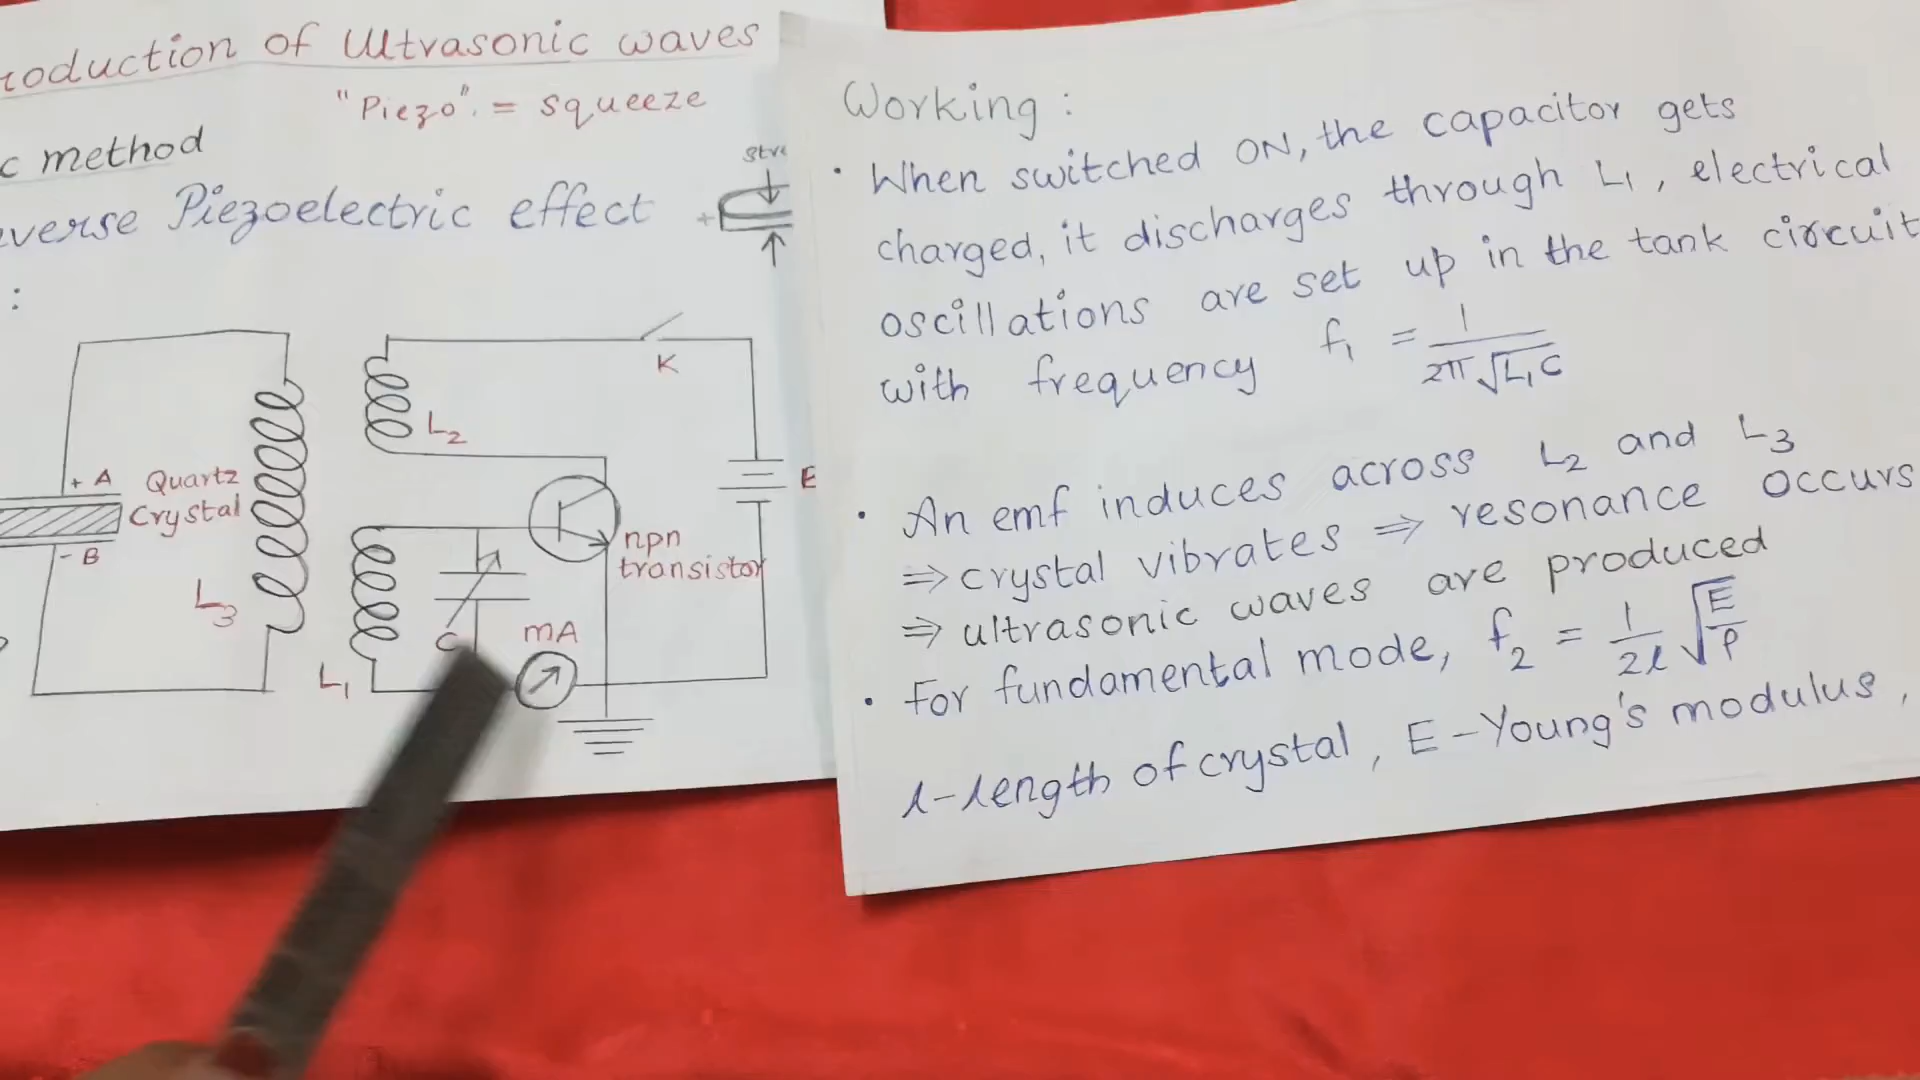 roduction of Ultrasonic waves
"Piezo" = squeeze
c method
verse Piezoelectric effect
:
+
K
L2
+ A Quartz
Crystal
- B
E
npn
transistor
L3
C
mA
L1
Working :
• When switched ON, the capacitor gets
charged, it discharges through L1, electrical
oscillations are set up in the tank circuit
with frequency f1 = 1/2π√L1C
• An emf induces across L2 and L3
⇒ crystal vibrates ⇒ resonance occurs
⇒ ultrasonic waves are produced
• For fundamental mode, f2 = 1/2l √E/ρ
l-length of crystal, E-Young's modulus,